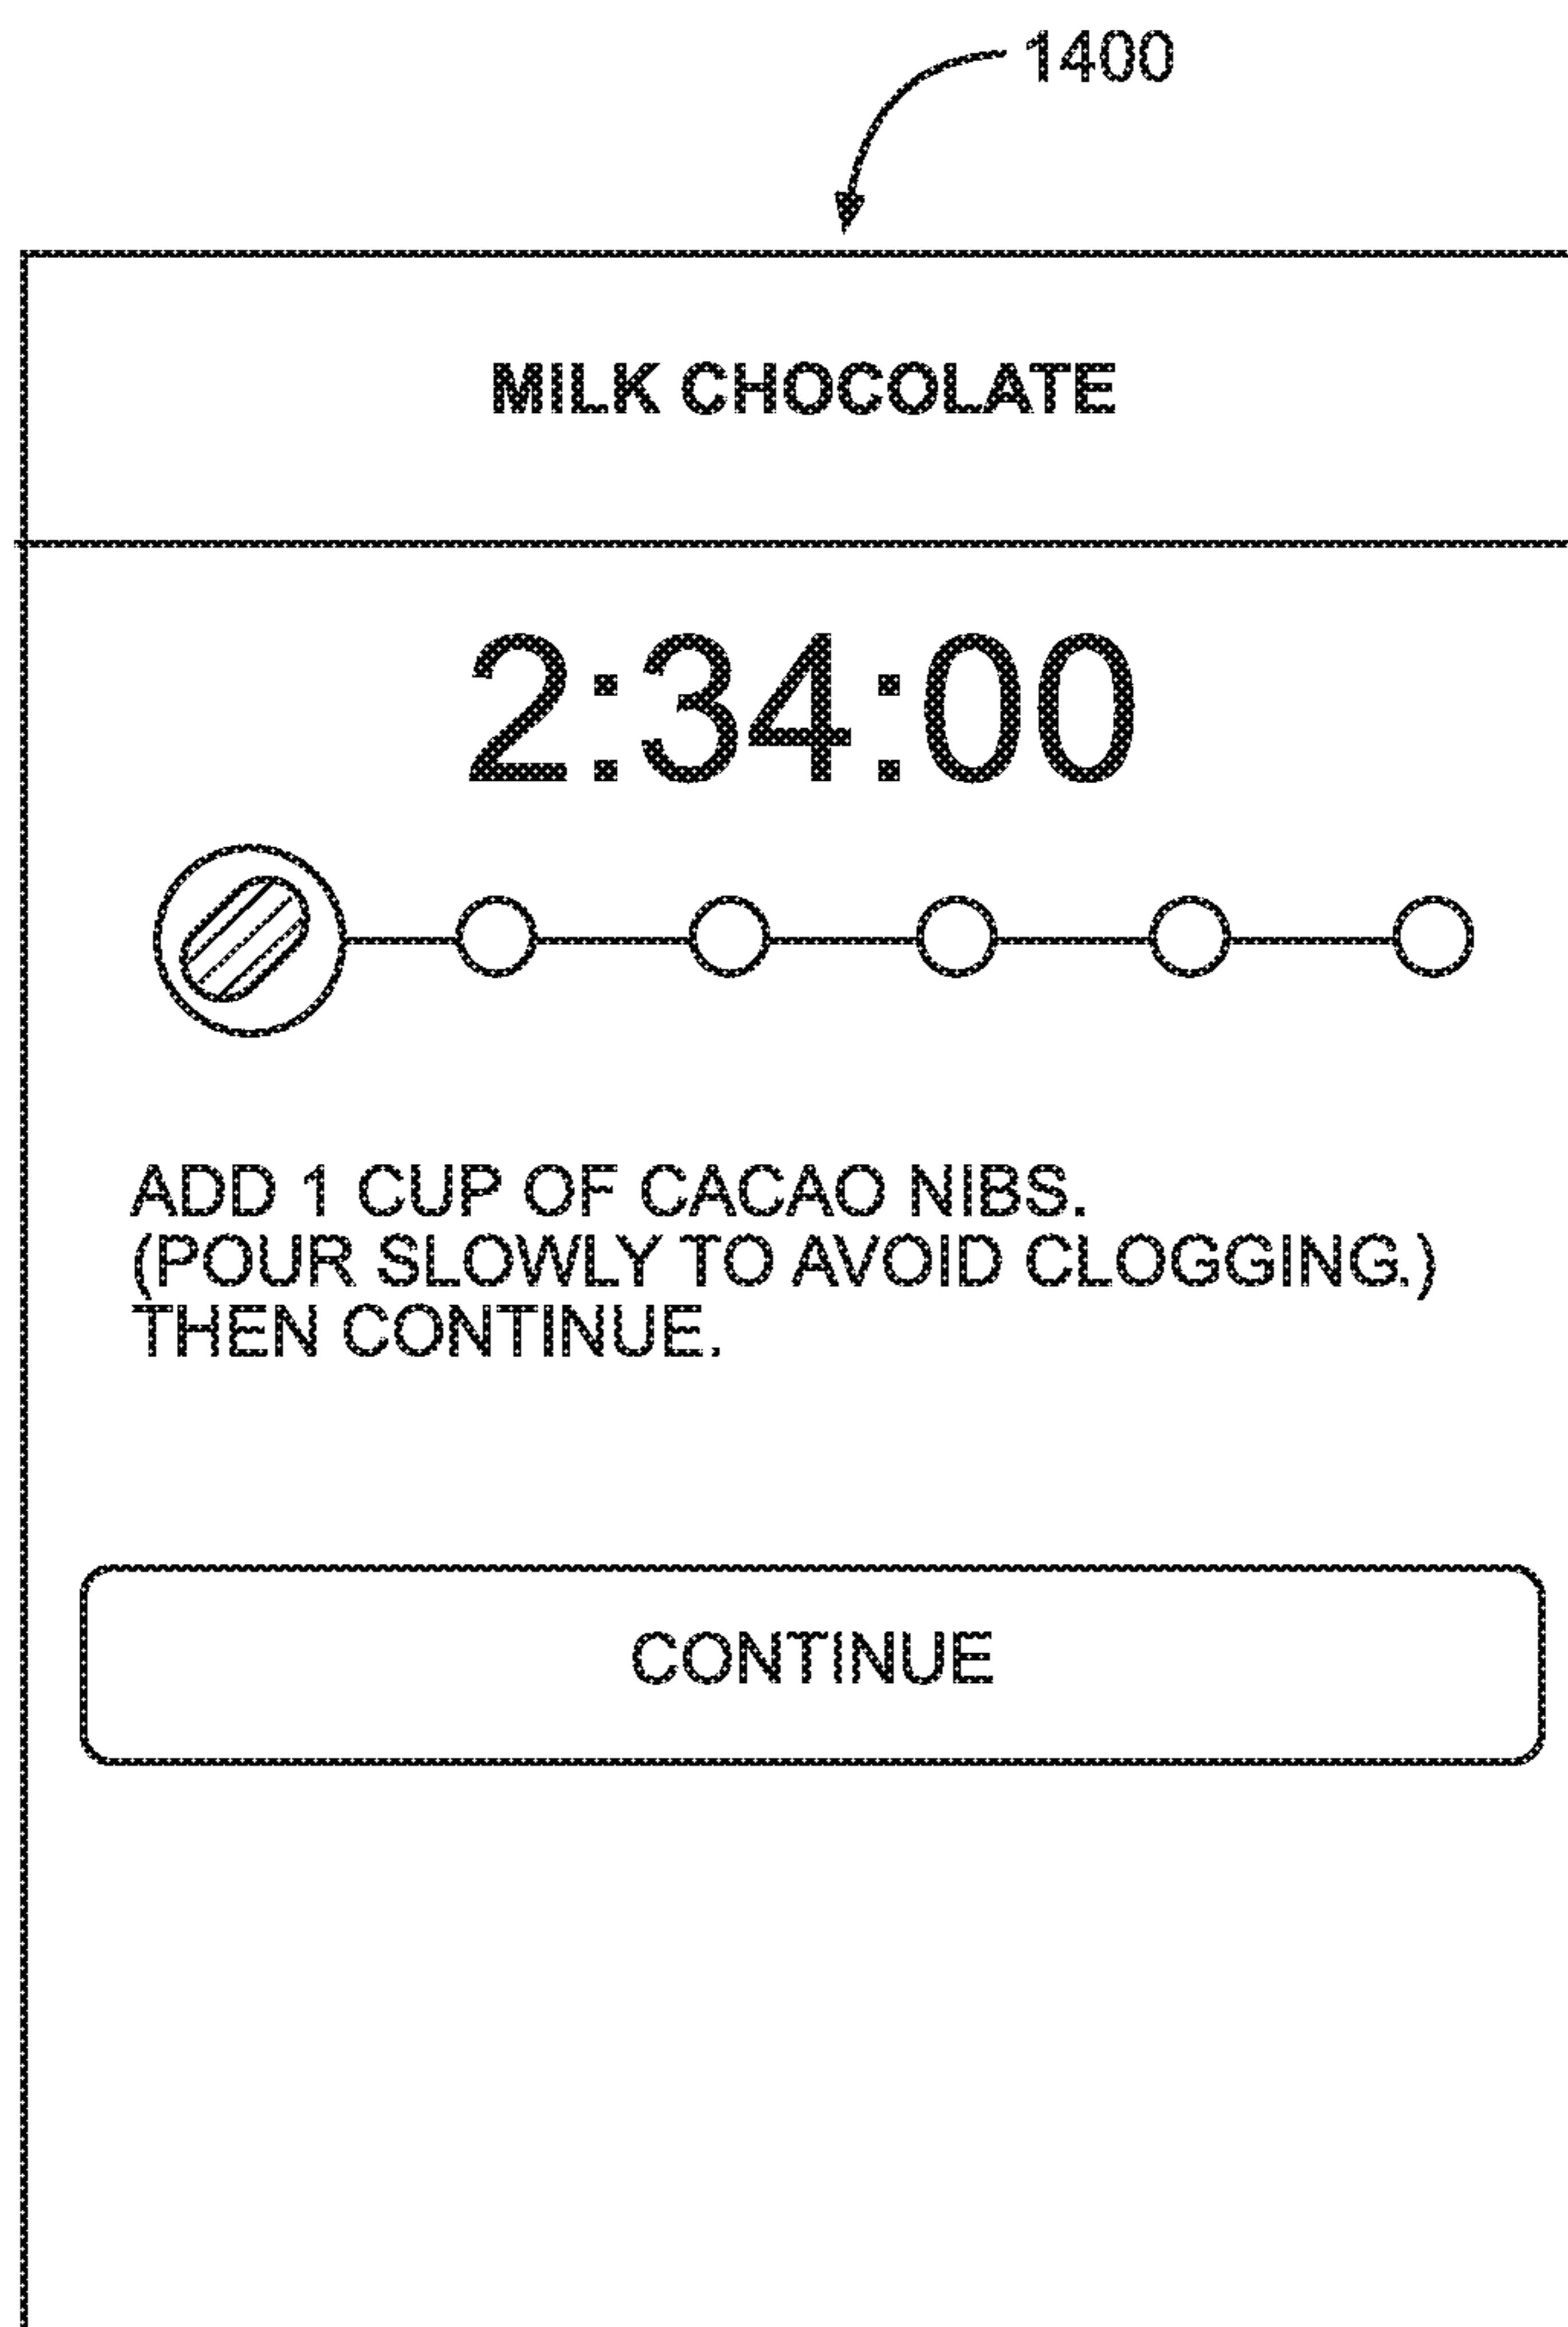 1400
MILK CHOCOLATE
2:34:00
ADD 1 CUP OF CACAO NIBS.
(POUR SLOWLY TO AVOID CLOGGING.)
THEN CONTINUE.
CONTINUE